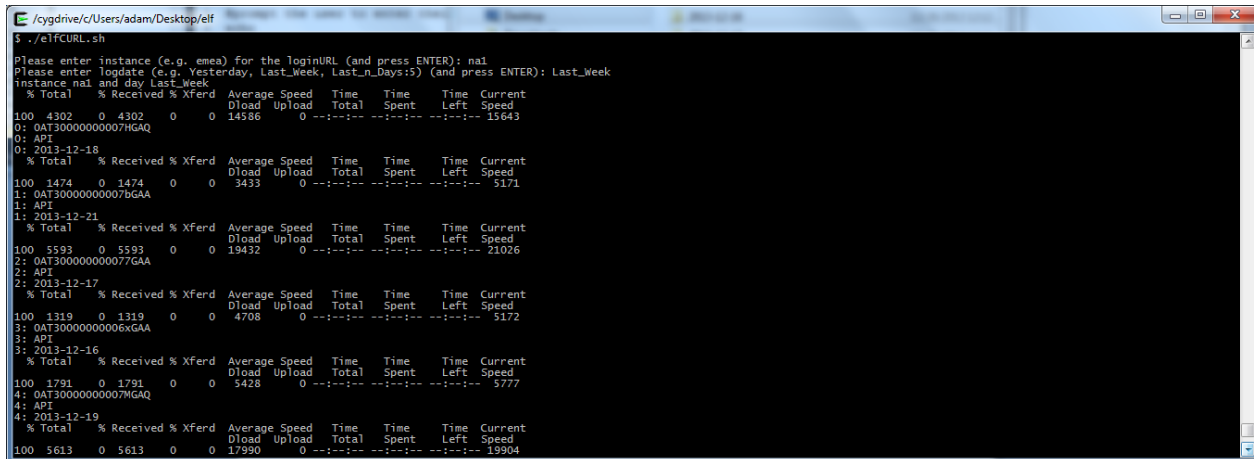 /cygdrive/c/Users/adam/Desktop/elf
$ ./elfCURL.sh
Please enter instance (e.g. emea) for the loginURL (and press ENTER): na1
Please enter logdate (e.g. Yesterday, Last_Week, Last_n_Days:5) (and press ENTER): Last_Week
instance na1 and day Last_Week
% Total % Received % Xferd Average Speed Time Time Time Current
Dload Upload Total Spent Left Speed
100 4302 0 4302 0 0 14586 0 --:--:-- --:--:-- --:--:-- 15643
0: 0AT30000000007HGAQ
0: API
0: 2013-12-18
% Total % Received % Xferd Average Speed Time Time Time Current
Dload Upload Total Spent Left Speed
100 1474 0 1474 0 0 3433 0 --:--:-- --:--:-- --:--:-- 5171
1: 0AT30000000007bGAA
1: API
1: 2013-12-21
% Total % Received % Xferd Average Speed Time Time Time Current
Dload Upload Total Spent Left Speed
100 5593 0 5593 0 0 19432 0 --:--:-- --:--:-- --:--:-- 21026
2: 0AT300000000077GAA
2: API
2: 2013-12-17
% Total % Received % Xferd Average Speed Time Time Time Current
Dload Upload Total Spent Left Speed
100 1319 0 1319 0 0 4708 0 --:--:-- --:--:-- --:--:-- 5172
3: 0AT30000000006xGAA
3: API
3: 2013-12-16
% Total % Received % Xferd Average Speed Time Time Time Current
Dload Upload Total Spent Left Speed
100 1791 0 1791 0 0 5428 0 --:--:-- --:--:-- --:--:-- 5777
4: 0AT30000000007MGAQ
4: API
4: 2013-12-19
% Total % Received % Xferd Average Speed Time Time Time Current
Dload Upload Total Spent Left Speed
100 5613 0 5613 0 0 17990 0 --:--:-- --:--:-- --:--:-- 19904